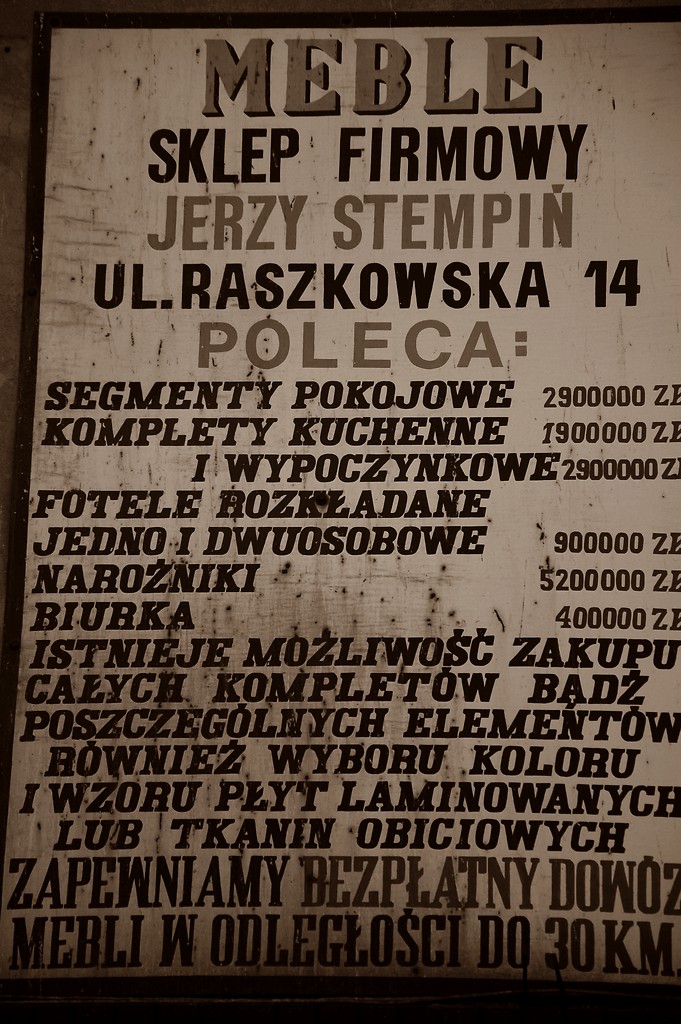 MEBLE
SKLEP FIRMOWY
JERZY STEMPIŃ
UL.RASZKOWSKA 14
POLECA:
SEGMENTY POKOJOWE 2900000 ZŁ
KOMPLETY KUCHENNE 1900000 ZŁ
I WYPOCZYNKOWE 2900000 ZŁ
FOTELE ROZKŁADANE
JEDNO I DWUOSOBOWE 900000 ZŁ
NAROŻNIKI 5200000 ZŁ
BIURKA 400000 ZŁ
ISTNIEJE MOŻLIWOŚĆ ZAKUPU
CAŁYCH KOMPLETÓW BĄDŹ
POSZCZEGÓLNYCH ELEMENTÓW
RÓWNIEŻ WYBORU KOLORU
I WZORU PŁYT LAMINOWANYCH
LUB TKANIN OBICIOWYCH
ZAPEWNIAMY BEZPŁATNY DOWÓZ
MEBLI W ODLEGŁOŚCI DO 30 KM.